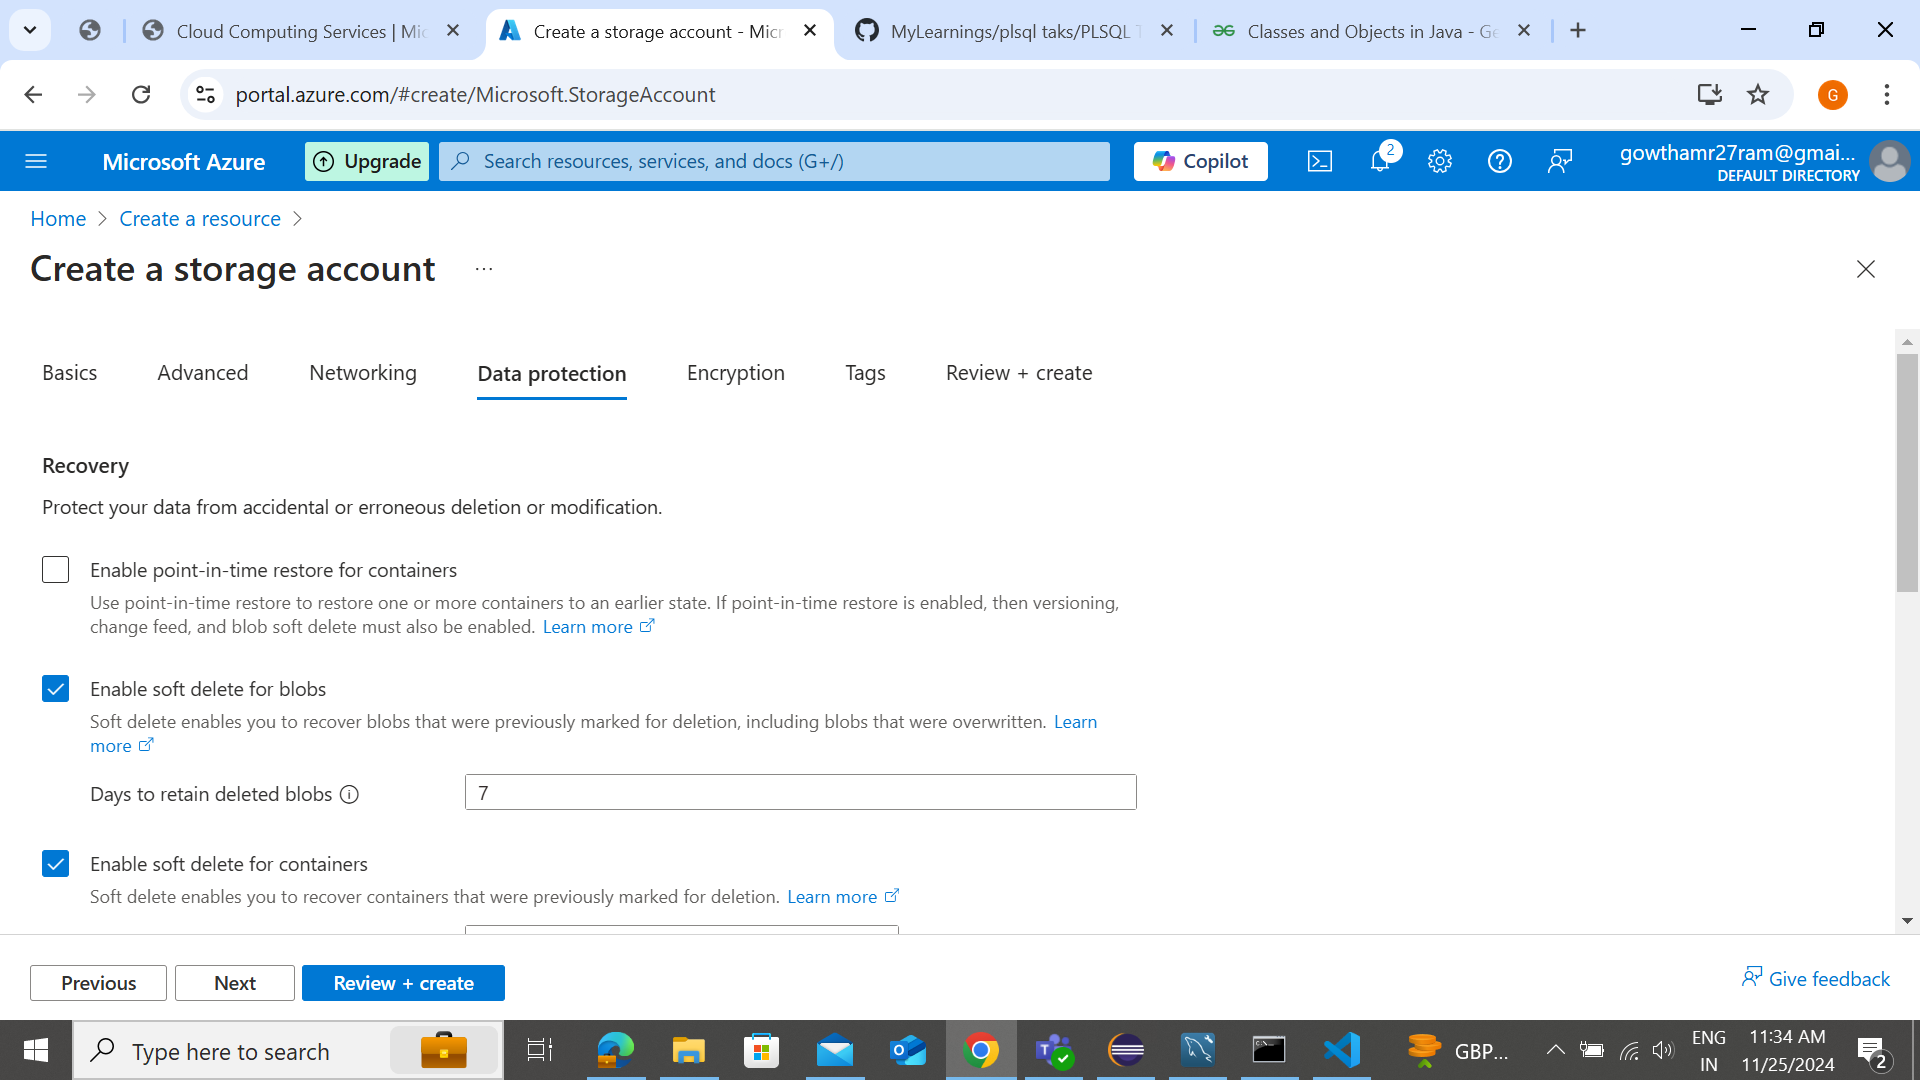 Cloud Computing Services | Mic
Create a storage account - Micr
MyLearnings/plsql taks/PLSQL T
Classes and Objects in Java - Ge
portal.azure.com/#create/Microsoft.StorageAccount
G
Microsoft Azure
Upgrade
Search resources, services, and docs (G+/)
Copilot
2
gowthamr27ram@gmai...
DEFAULT DIRECTORY
Home > Create a resource >
Create a storage account ...
Basics Advanced Networking Data protection Encryption Tags Review + create
Recovery
Protect your data from accidental or erroneous deletion or modification.
Enable point-in-time restore for containers
Use point-in-time restore to restore one or more containers to an earlier state. If point-in-time restore is enabled, then versioning,
change feed, and blob soft delete must also be enabled. Learn more
Enable soft delete for blobs
Soft delete enables you to recover blobs that were previously marked for deletion, including blobs that were overwritten. Learn
more
Days to retain deleted blobs
7
Enable soft delete for containers
Soft delete enables you to recover containers that were previously marked for deletion. Learn more
Previous
Next
Review + create
Give feedback
Type here to search
GBP...
ENG
IN
11:34 AM
11/25/2024
2